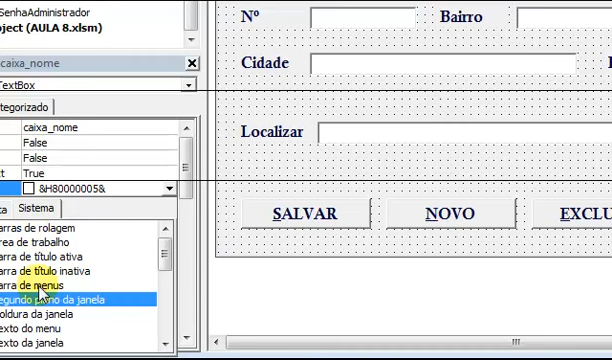 SenhaAdministrador
oject (AULA 8.xlsm)
caixa_nome
TextBox
tegorizado
caixa_nome
False
False
t True
&H80000005&
ta Sistema
arras de rolagem
rea de trabalho
arra de título ativa
arra de título inativa
arra de menus
egundo plano da janela
oldura da janela
exto do menu
exto da janela
Nº Bairro
Cidade
Localizar
SALVAR NOVO EXCLU